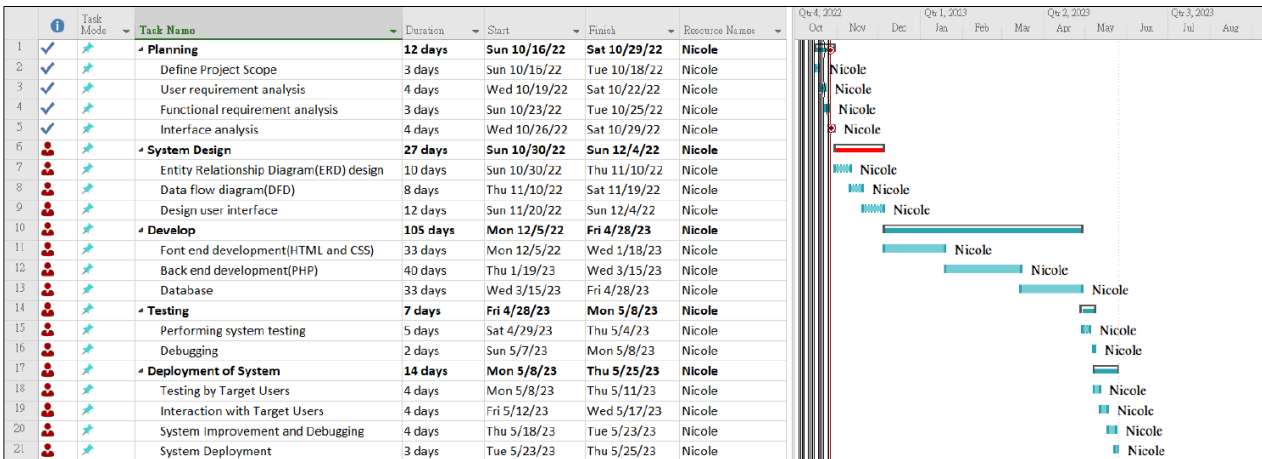 Task Mode Task Name Duration Start Finish Resource Names
Qtr 4, 2022 Qtr 1, 2023 Qtr 2, 2023 Qtr 3, 2023
Oct Nov Dec Jan Feb Mar Apr May Jun Jul Aug
1 Planning 12 days Sun 10/16/22 Sat 10/29/22 Nicole
2 Define Project Scope 3 days Sun 10/16/22 Tue 10/18/22 Nicole Nicole
3 User requirement analysis 4 days Wed 10/19/22 Sat 10/22/22 Nicole Nicole
4 Functional requirement analysis 3 days Sun 10/23/22 Tue 10/25/22 Nicole Nicole
5 Interface analysis 4 days Wed 10/26/22 Sat 10/29/22 Nicole Nicole
6 System Design 27 days Sun 10/30/22 Sun 12/4/22 Nicole
7 Entity Relationship Diagram(ERD) design 10 days Sun 10/30/22 Thu 11/10/22 Nicole Nicole
8 Data flow diagram(DFD) 8 days Thu 11/10/22 Sat 11/19/22 Nicole Nicole
9 Design user interface 12 days Sun 11/20/22 Sun 12/4/22 Nicole Nicole
10 Develop 105 days Mon 12/5/22 Fri 4/28/23 Nicole
11 Font end development(HTML and CSS) 33 days Mon 12/5/22 Wed 1/18/23 Nicole Nicole
12 Back end development(PHP) 40 days Thu 1/19/23 Wed 3/15/23 Nicole Nicole
13 Database 33 days Wed 3/15/23 Fri 4/28/23 Nicole Nicole
14 Testing 7 days Fri 4/28/23 Mon 5/8/23 Nicole
15 Performing system testing 5 days Sat 4/29/23 Thu 5/4/23 Nicole Nicole
16 Debugging 2 days Sun 5/7/23 Mon 5/8/23 Nicole Nicole
17 Deployment of System 14 days Mon 5/8/23 Thu 5/25/23 Nicole
18 Testing by Target Users 4 days Mon 5/8/23 Thu 5/11/23 Nicole Nicole
19 Interaction with Target Users 4 days Fri 5/12/23 Wed 5/17/23 Nicole Nicole
20 System Improvement and Debugging 4 days Thu 5/18/23 Tue 5/23/23 Nicole Nicole
21 System Deployment 3 days Tue 5/23/23 Thu 5/25/23 Nicole Nicole